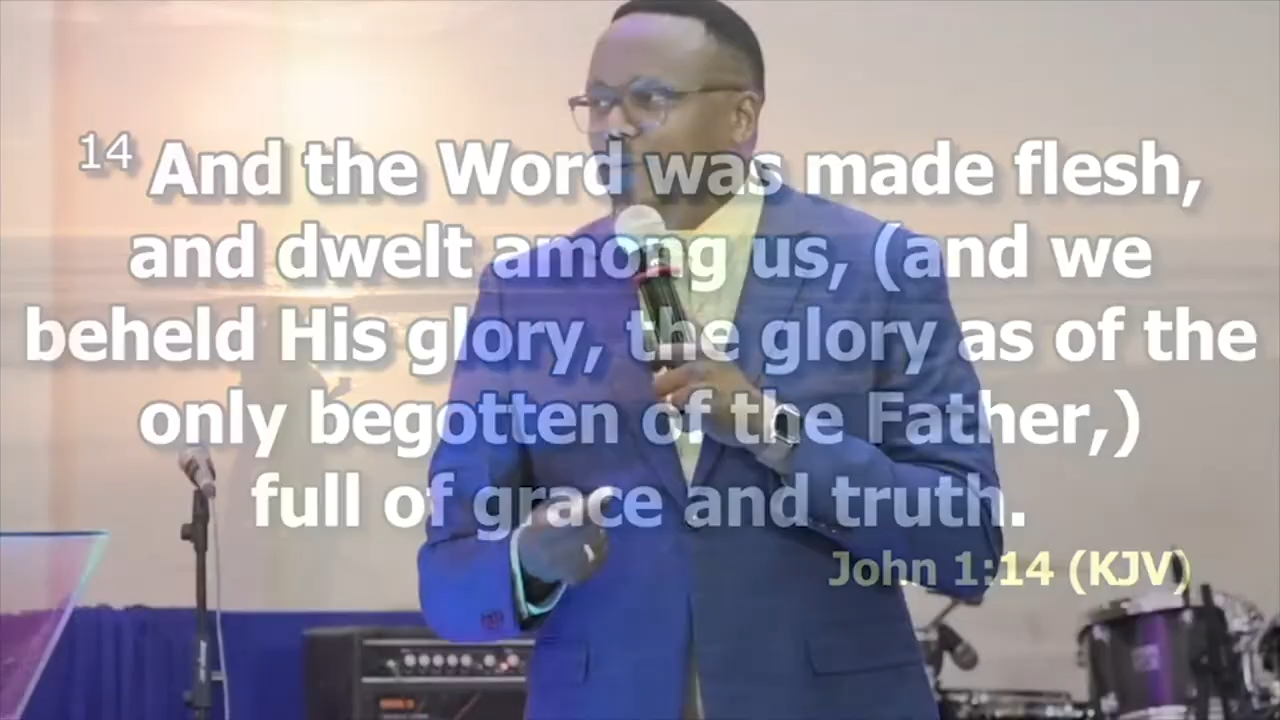 14 And the Word was made flesh,
and dwelt among us, (and we
beheld His glory, the glory as of the
only begotten of the Father,)
full of grace and truth.
John 1:14 (KJV)